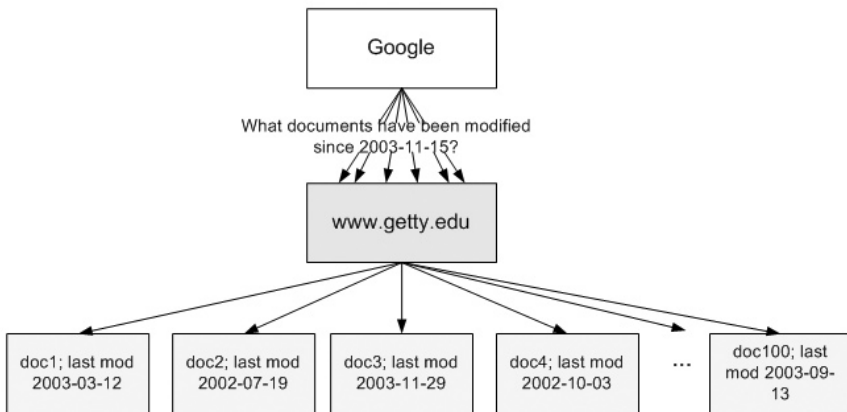 Google
What documents have been modified
since 2003-11-15?
www.getty.edu
doc1; last mod
2003-03-12
doc2; last mod
2002-07-19
doc3; last mod
2003-11-29
doc4; last mod
2002-10-03
...
doc100; last
mod 2003-09-
13